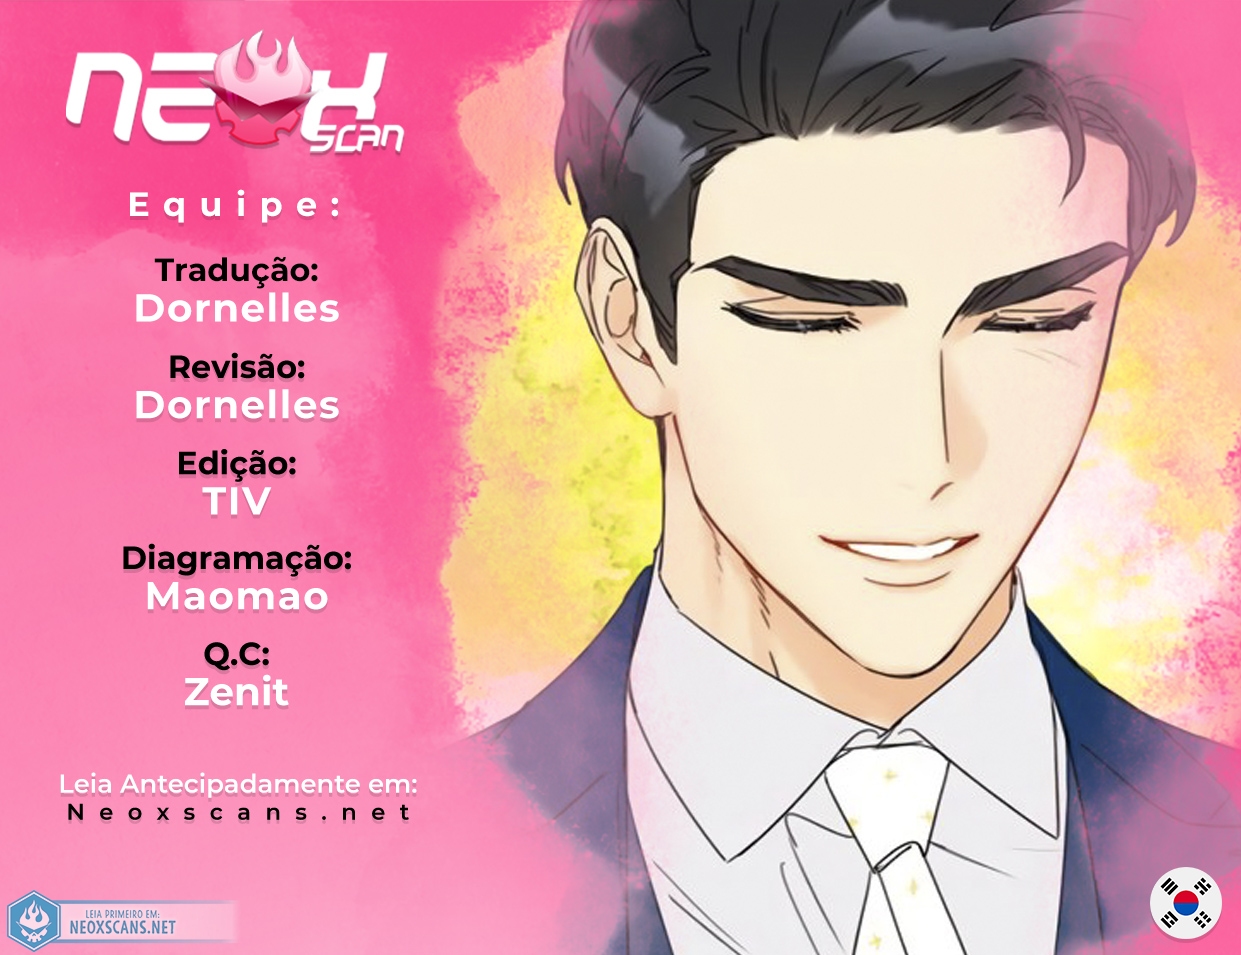 NEOX
SCAN
Equipe:
Tradução:
Dornelles
Revisão:
Dornelles
Edição:
TIV
Diagramação:
Maomao
Q.C:
Zenit
Leia Antecipadamente em:
Neoxscans.net
LEIA PRIMEIRO EM:
NEOXSCANS.NET